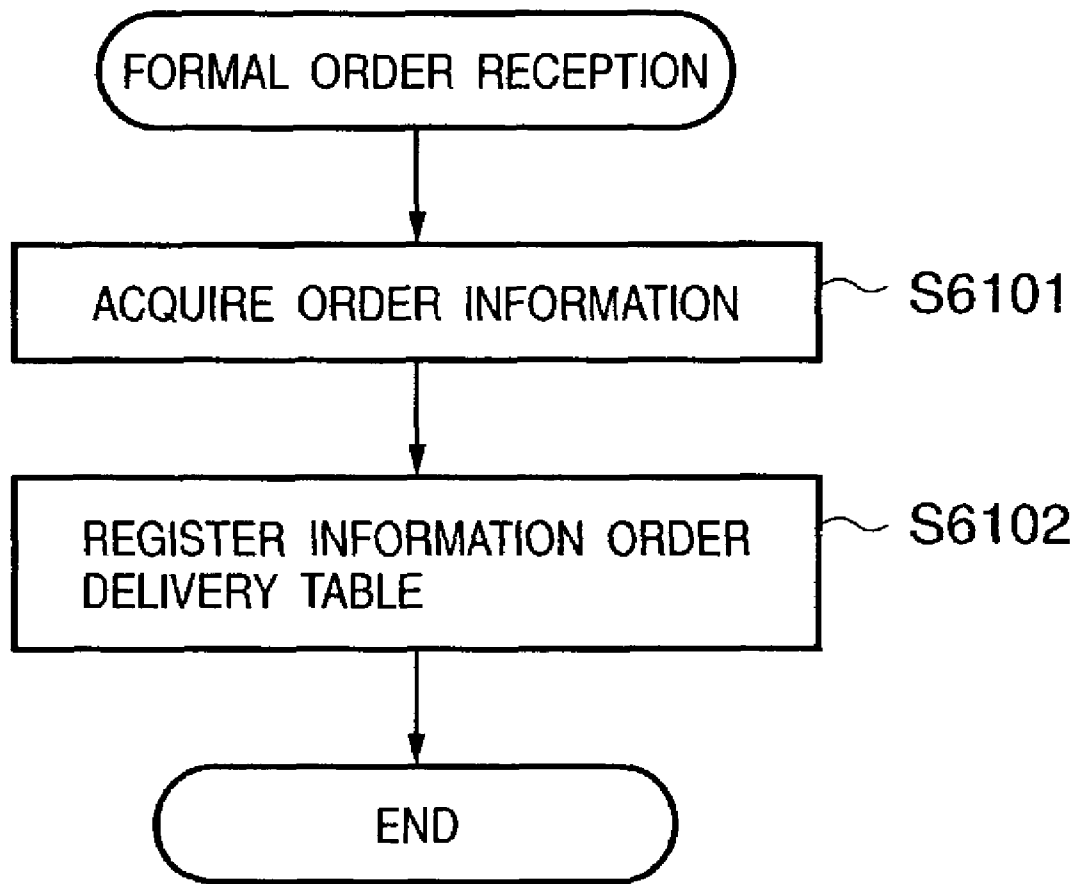 FORMAL ORDER RECEPTION
ACQUIRE ORDER INFORMATION
S6101
REGISTER INFORMATION ORDER
DELIVERY TABLE
S6102
END